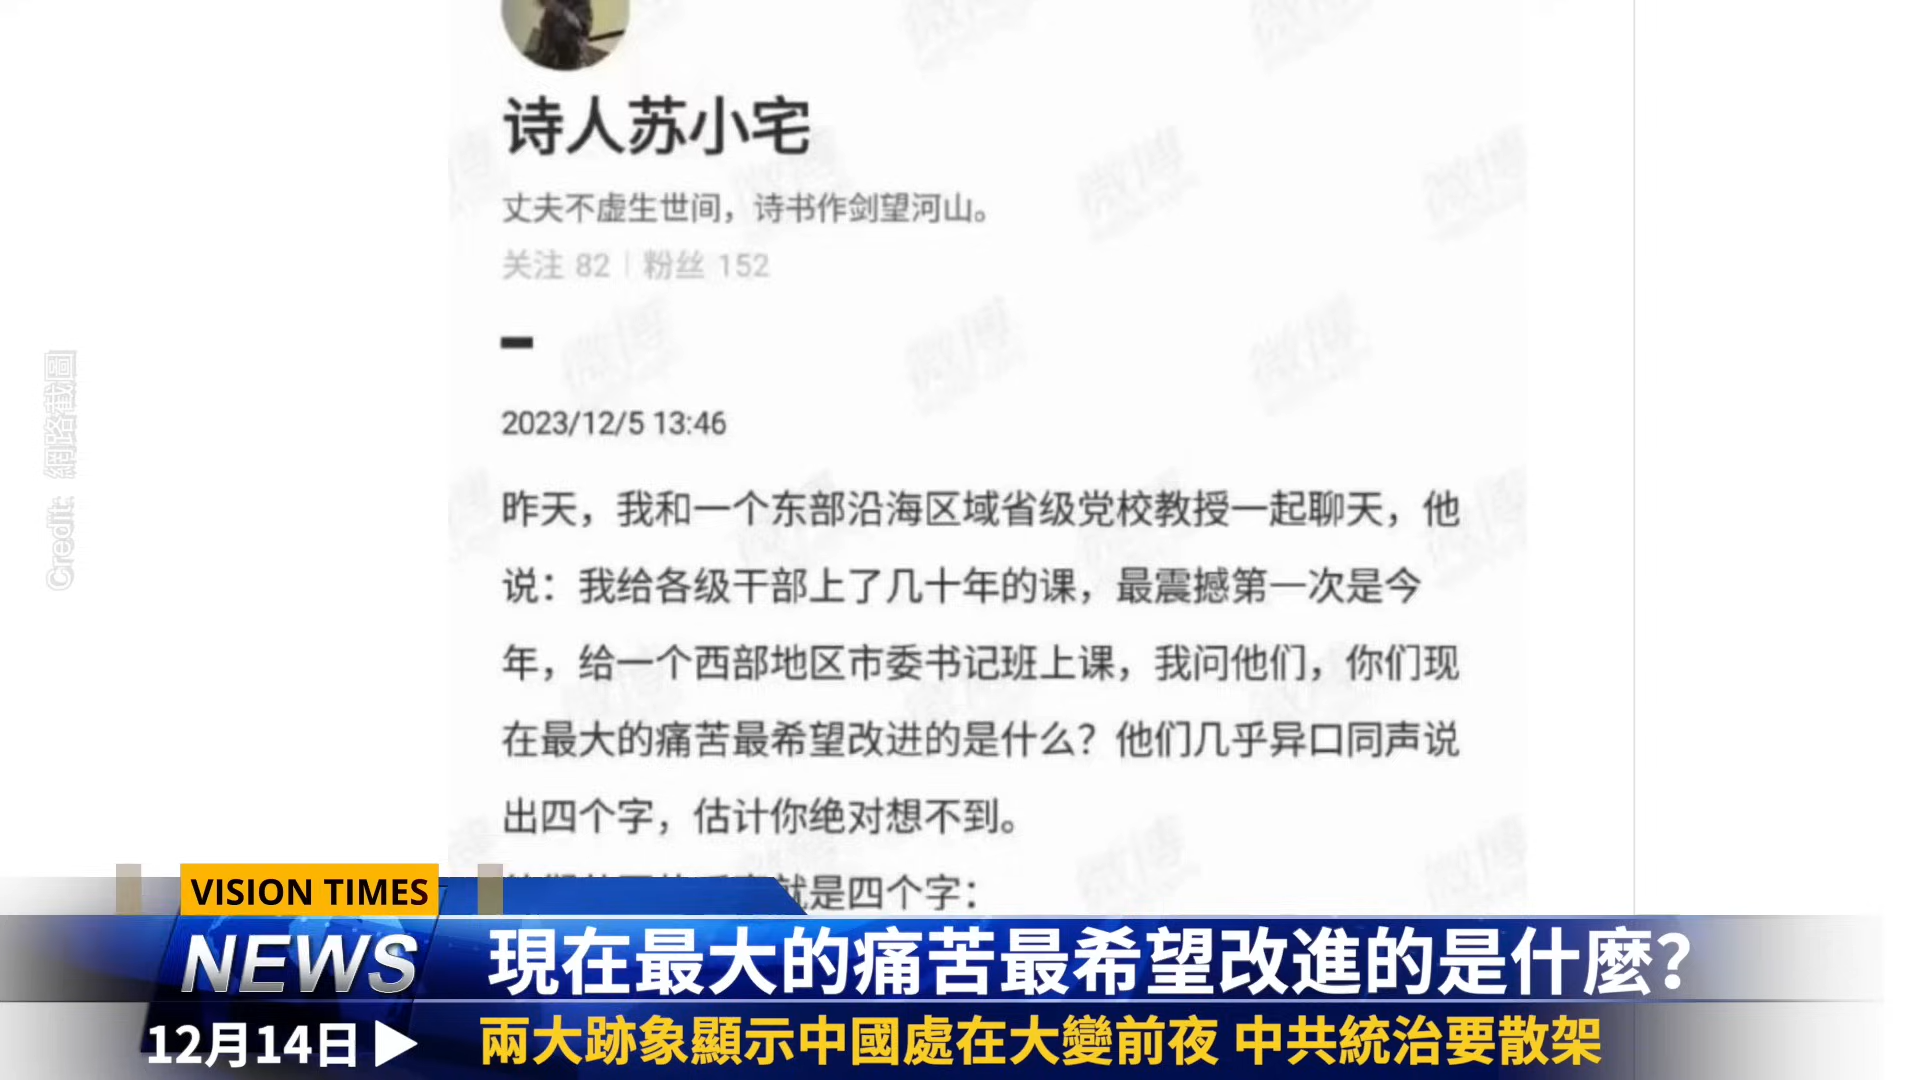 诗人苏小宅
丈夫不虚生世间，诗书作剑望河山。
关注 82 | 粉丝 152
2023/12/5 13:46
昨天，我和一个东部沿海区域省级党校教授一起聊天，他
说：我给各级干部上了几十年的课，最震撼第一次是今
年，给一个西部地区市委书记班上课，我问他们，你们现
在最大的痛苦最希望改进的是什么？他们几乎异口同声说
出四个字，估计你绝对想不到。
就是四个字：
Credit: 網路截圖
VISION TIMES
NEWS
現在最大的痛苦最希望改進的是什麼？
12月14日
兩大跡象顯示中國處在大變前夜 中共統治要散架
微博